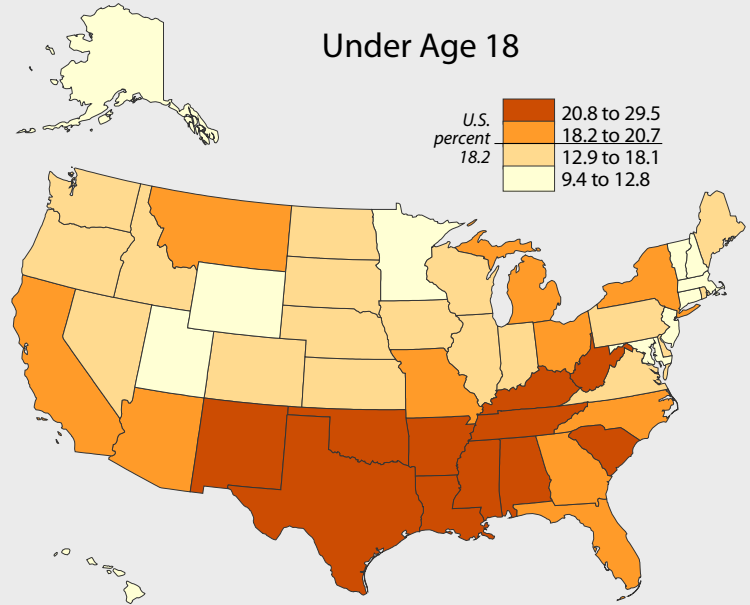 Under Age 18
U.S.
percent
18.2
20.8 to 29.5
18.2 to 20.7
12.9 to 18.1
9.4 to 12.8